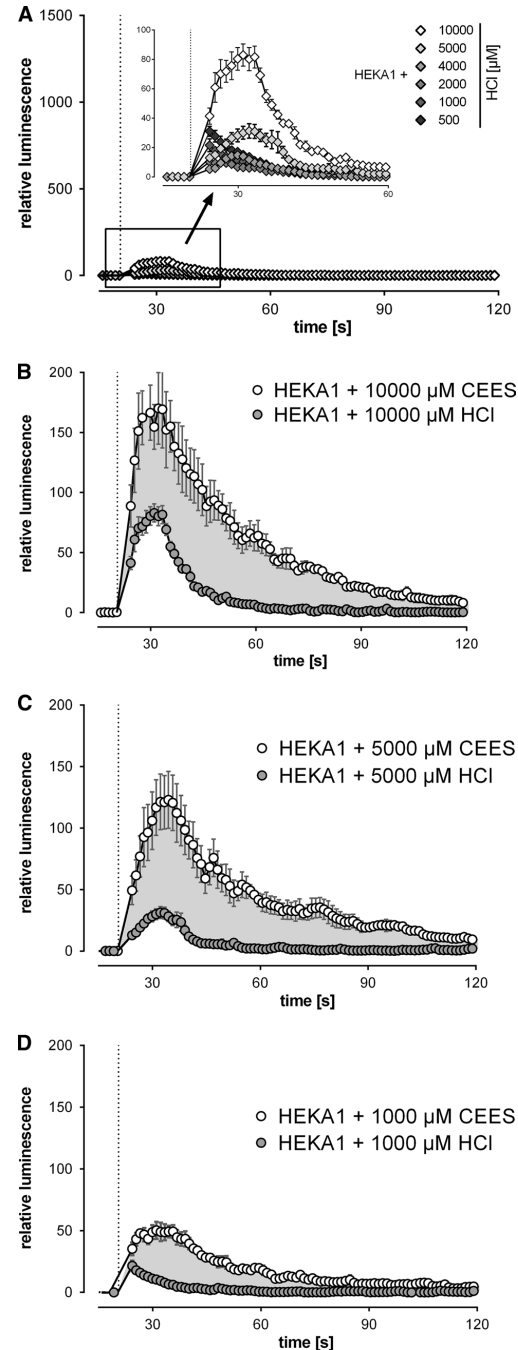 A
1500
1000
500
0
relative luminescence
100
80
60
40
20
0
30
60
HEKA1 +
10000
5000
4000
2000
1000
500
HCl [µM]
30
60
90
120
time [s]
B
200
150
100
50
0
relative luminescence
HEKA1 + 10000 µM CEES
HEKA1 + 10000 µM HCl
30
60
90
120
time [s]
C
200
150
100
50
0
relative luminescence
HEKA1 + 5000 µM CEES
HEKA1 + 5000 µM HCl
30
60
90
120
time [s]
D
200
150
100
50
0
relative luminescence
HEKA1 + 1000 µM CEES
HEKA1 + 1000 µM HCl
30
60
120
time [s]